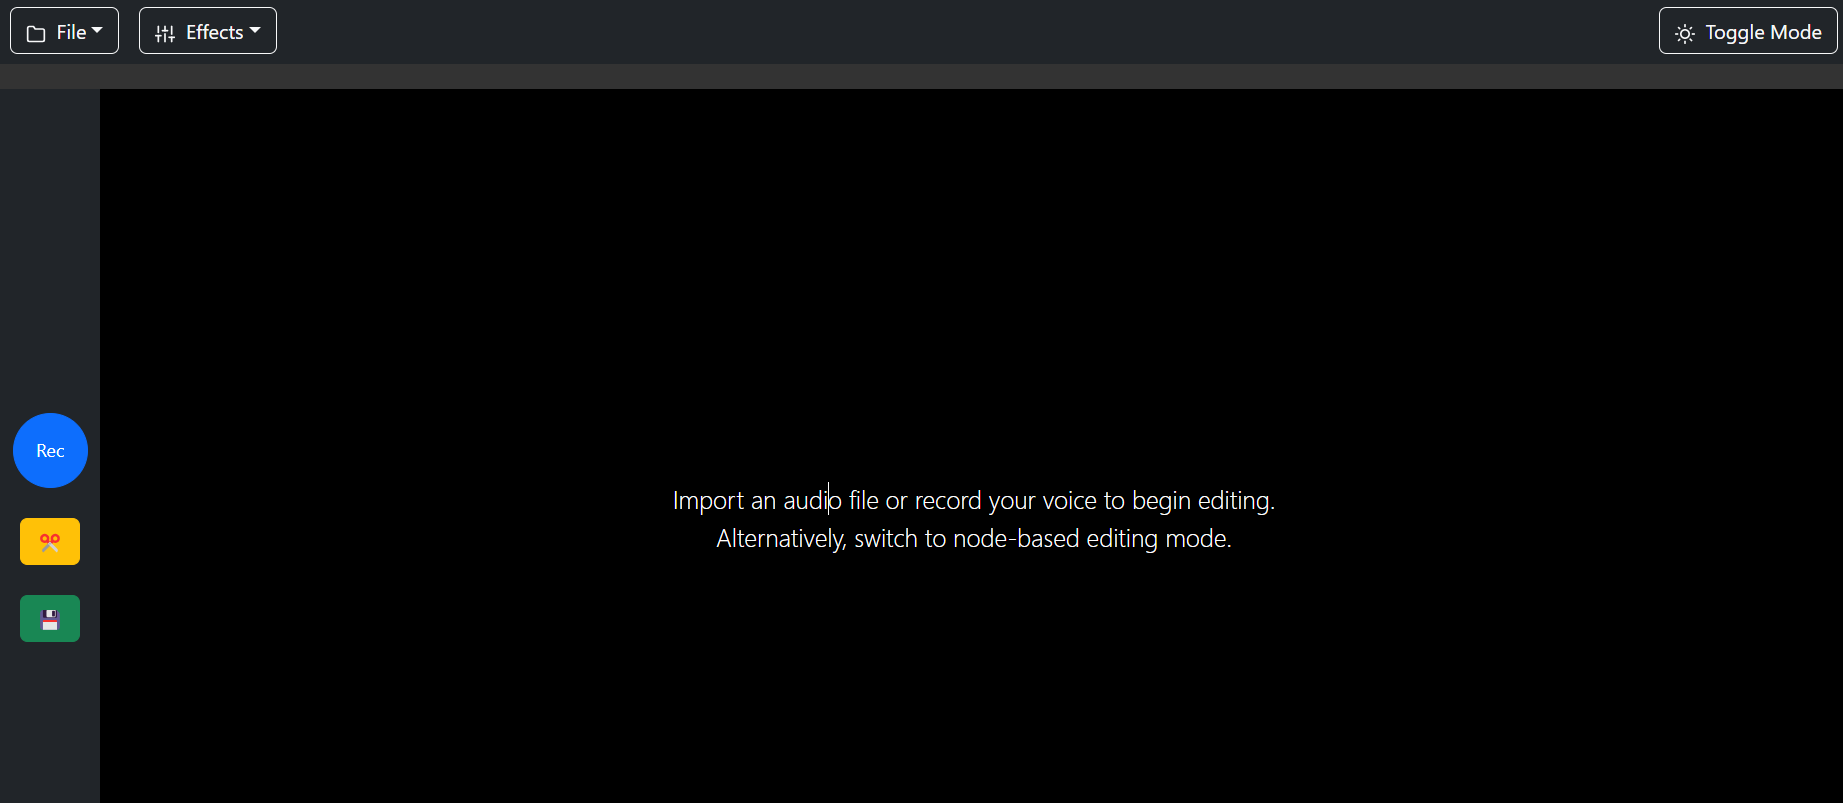 File
Effects
Toggle Mode
Rec
Import an audio file or record your voice to begin editing.
Alternatively, switch to node-based editing mode.